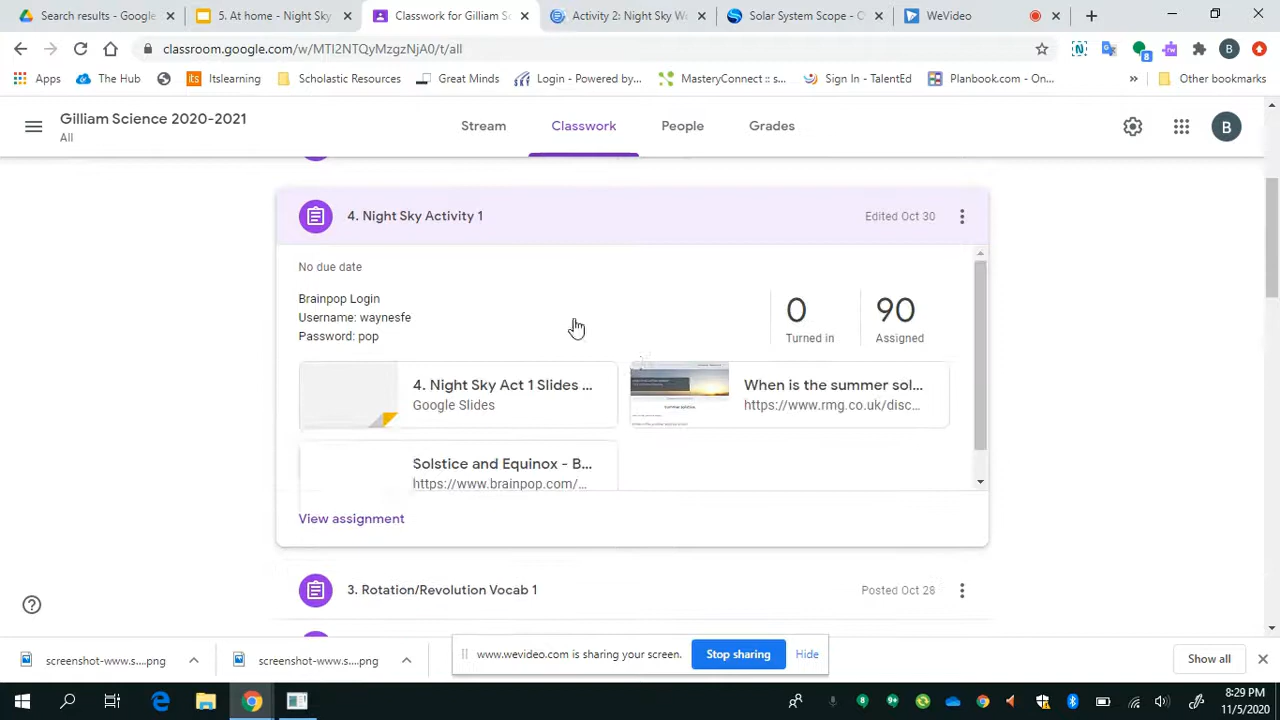 Search results - Google
5. At home - Night Sky
Classwork for Gilliam S
Activity 2: Night Sky W
Solar System Scope - O
WeVideo
classroom.google.com/w/MTI2NTQyMzgzNjA0/t/all
B
Apps
The Hub
its Itslearning
Scholastic Resources
Great Minds
Login - Powered by...
MasteryConnect :: s...
Sign In - TalentEd
Planbook.com - On...
Other bookmarks
Gilliam Science 2020-2021
All
Stream
Classwork
People
Grades
B
4. Night Sky Activity 1
Edited Oct 30
No due date
Brainpop Login
Username: waynesfe
Password: pop
0
Turned in
90
Assigned
4. Night Sky Act 1 Slides ...
Google Slides
When is the summer sol...
https://www.rmg.co.uk/disc...
Solstice and Equinox - B...
https://www.brainpop.com/...
View assignment
3. Rotation/Revolution Vocab 1
Posted Oct 28
screenshot-www.s....png
screenshot-www.s....png
www.wevideo.com is sharing your screen.
Stop sharing
Hide
Show all
8:29 PM
11/5/2020